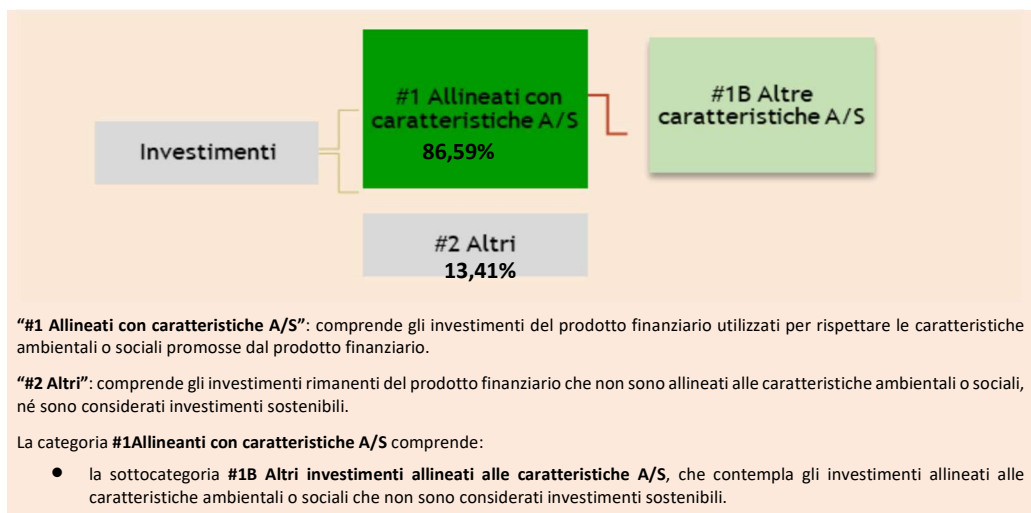 Investimenti
#1 Allineati con
caratteristiche A/S
86,59%
#1B Altre
caratteristiche A/S
#2 Altri
13,41%
“#1 Allineati con caratteristiche A/S”: comprende gli investimenti del prodotto finanziario utilizzati per rispettare le caratteristiche
ambientali o sociali promosse dal prodotto finanziario.
“#2 Altri”: comprende gli investimenti rimanenti del prodotto finanziario che non sono allineati alle caratteristiche ambientali o sociali,
né sono considerati investimenti sostenibili.
La categoria #1Allineanti con caratteristiche A/S comprende:
● la sottocategoria #1B Altri investimenti allineati alle caratteristiche A/S, che contempla gli investimenti allineati alle
caratteristiche ambientali o sociali che non sono considerati investimenti sostenibili.